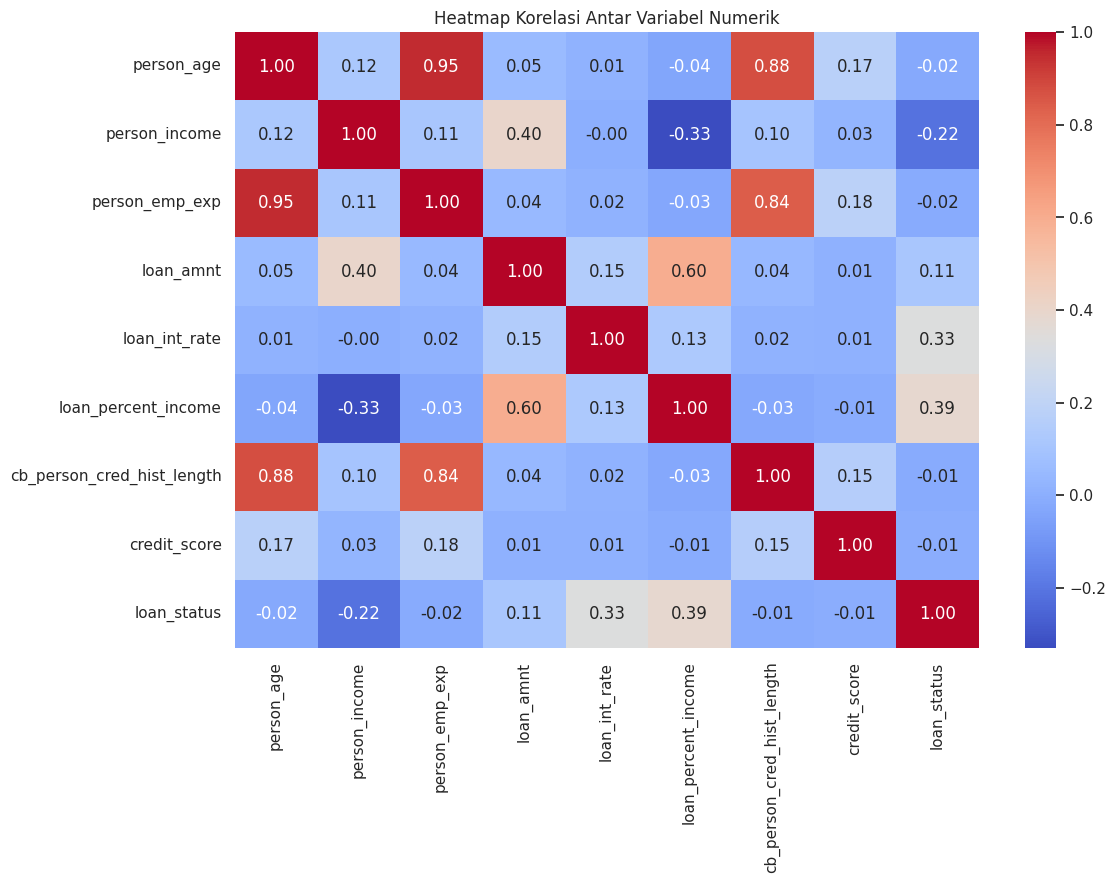 Heatmap Korelasi Antar Variabel Numerik
person_age 1.00 0.12 0.95 0.05 0.01 -0.04 0.88 0.17 -0.02
person_income 0.12 1.00 0.11 0.40 -0.00 -0.33 0.10 0.03 -0.22
person_emp_exp 0.95 0.11 1.00 0.04 0.02 -0.03 0.84 0.18 -0.02
loan_amnt 0.05 0.40 0.04 1.00 0.15 0.60 0.04 0.01 0.11
loan_int_rate 0.01 -0.00 0.02 0.15 1.00 0.13 0.02 0.01 0.33
loan_percent_income -0.04 -0.33 -0.03 0.60 0.13 1.00 -0.03 -0.01 0.39
cb_person_cred_hist_length 0.88 0.10 0.84 0.04 0.02 -0.03 1.00 0.15 -0.01
credit_score 0.17 0.03 0.18 0.01 0.01 -0.01 0.15 1.00 -0.01
loan_status -0.02 -0.22 -0.02 0.11 0.33 0.39 -0.01 -0.01 1.00
person_age
person_income
person_emp_exp
loan_amnt
loan_int_rate
loan_percent_income
cb_person_cred_hist_length
credit_score
loan_status
1.0
0.8
0.6
0.4
0.2
0.0
−0.2